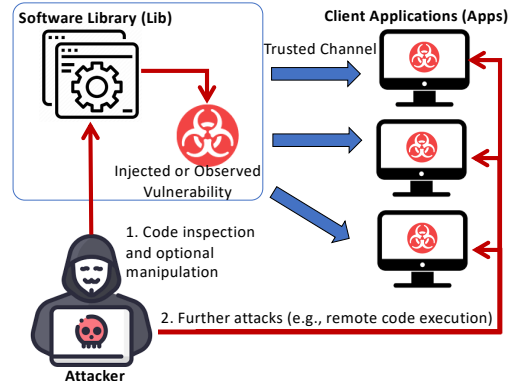 Software Library (Lib)
Client Applications (Apps)
Trusted Channel
Injected or Observed
Vulnerability
1. Code inspection
and optional
manipulation
2. Further attacks (e.g., remote code execution)
Attacker